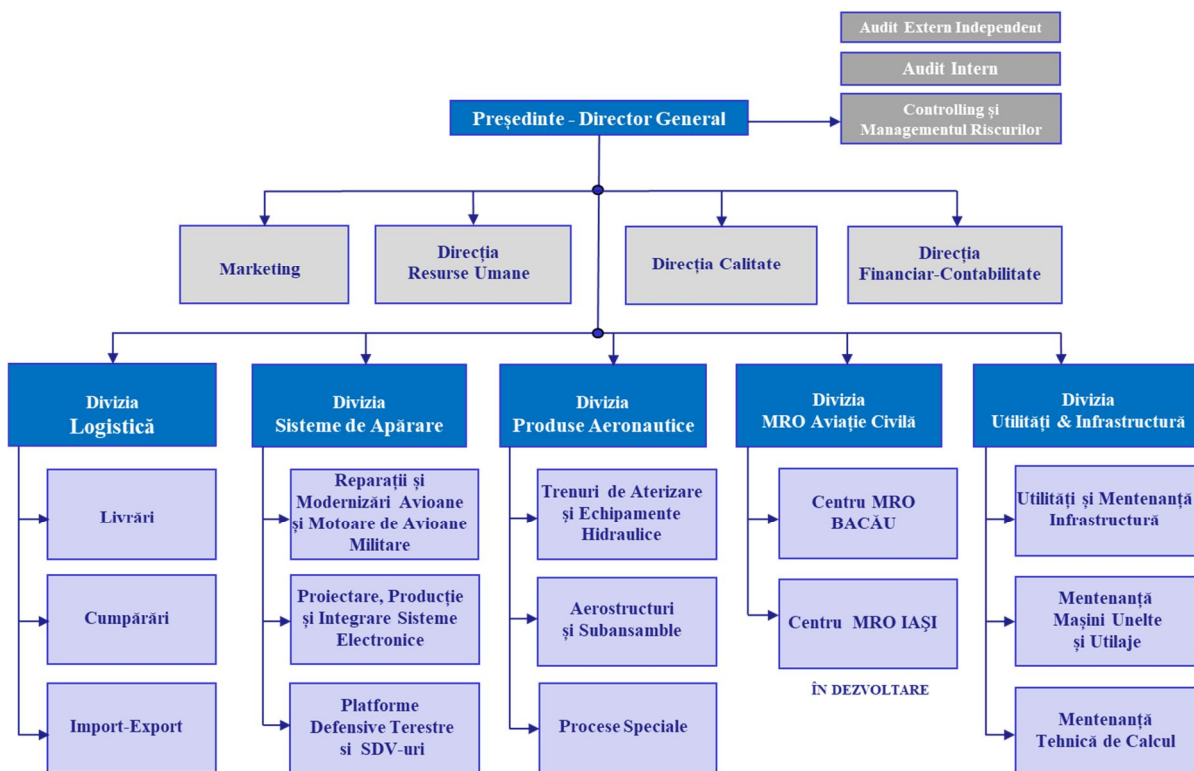 Audit Extern Independent
Audit Intern
Controlling și
Managementul Riscurilor
Președinte - Director General
Marketing
Direcția
Resurse Umane
Direcția Calitate
Direcția
Financiar-Contabilitate
Divizia
Logistică
Livrări
Cumpărări
Import-Export
Divizia
Sisteme de Apărare
Reparații și
Modernizări Avioane
și Motoare de Avioane
Militare
Proiectare, Producție
și Integrare Sisteme
Electronice
Platforme
Defensive Terestre
si SDV-uri
Divizia
Produse Aeronautice
Trenuri de Aterizare
și Echipamente
Hidraulice
Aerostructuri
și Subansamble
Procese Speciale
Divizia
MRO Aviație Civilă
Centru MRO
BACĂU
Centru MRO IAȘI
ÎN DEZVOLTARE
Divizia
Utilități & Infrastructură
Utilități și Mentenanță
Infrastructură
Mentenanță
Mașini Unelte
și Utilaje
Mentenanță
Tehnică de Calcul